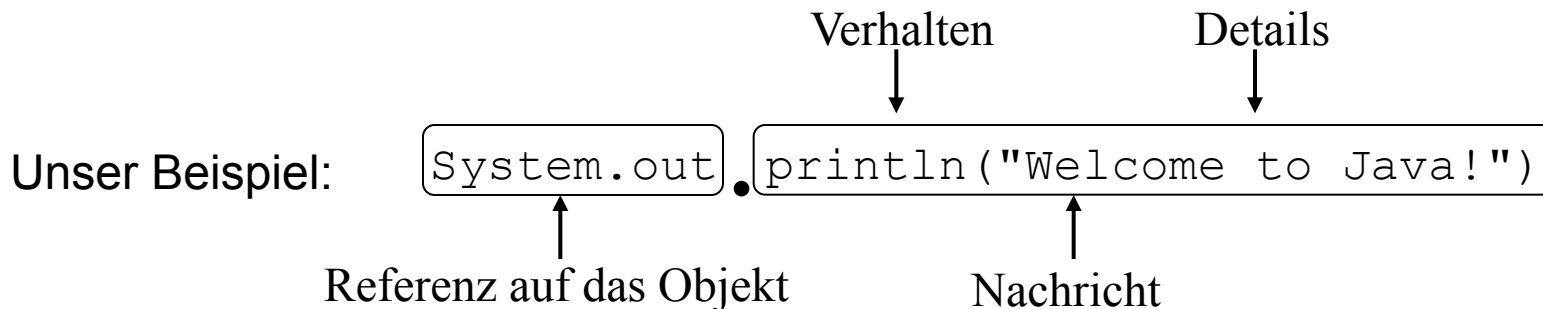 Verhalten Details
Unser Beispiel: System.out.println("Welcome to Java!")
Referenz auf das Objekt Nachricht